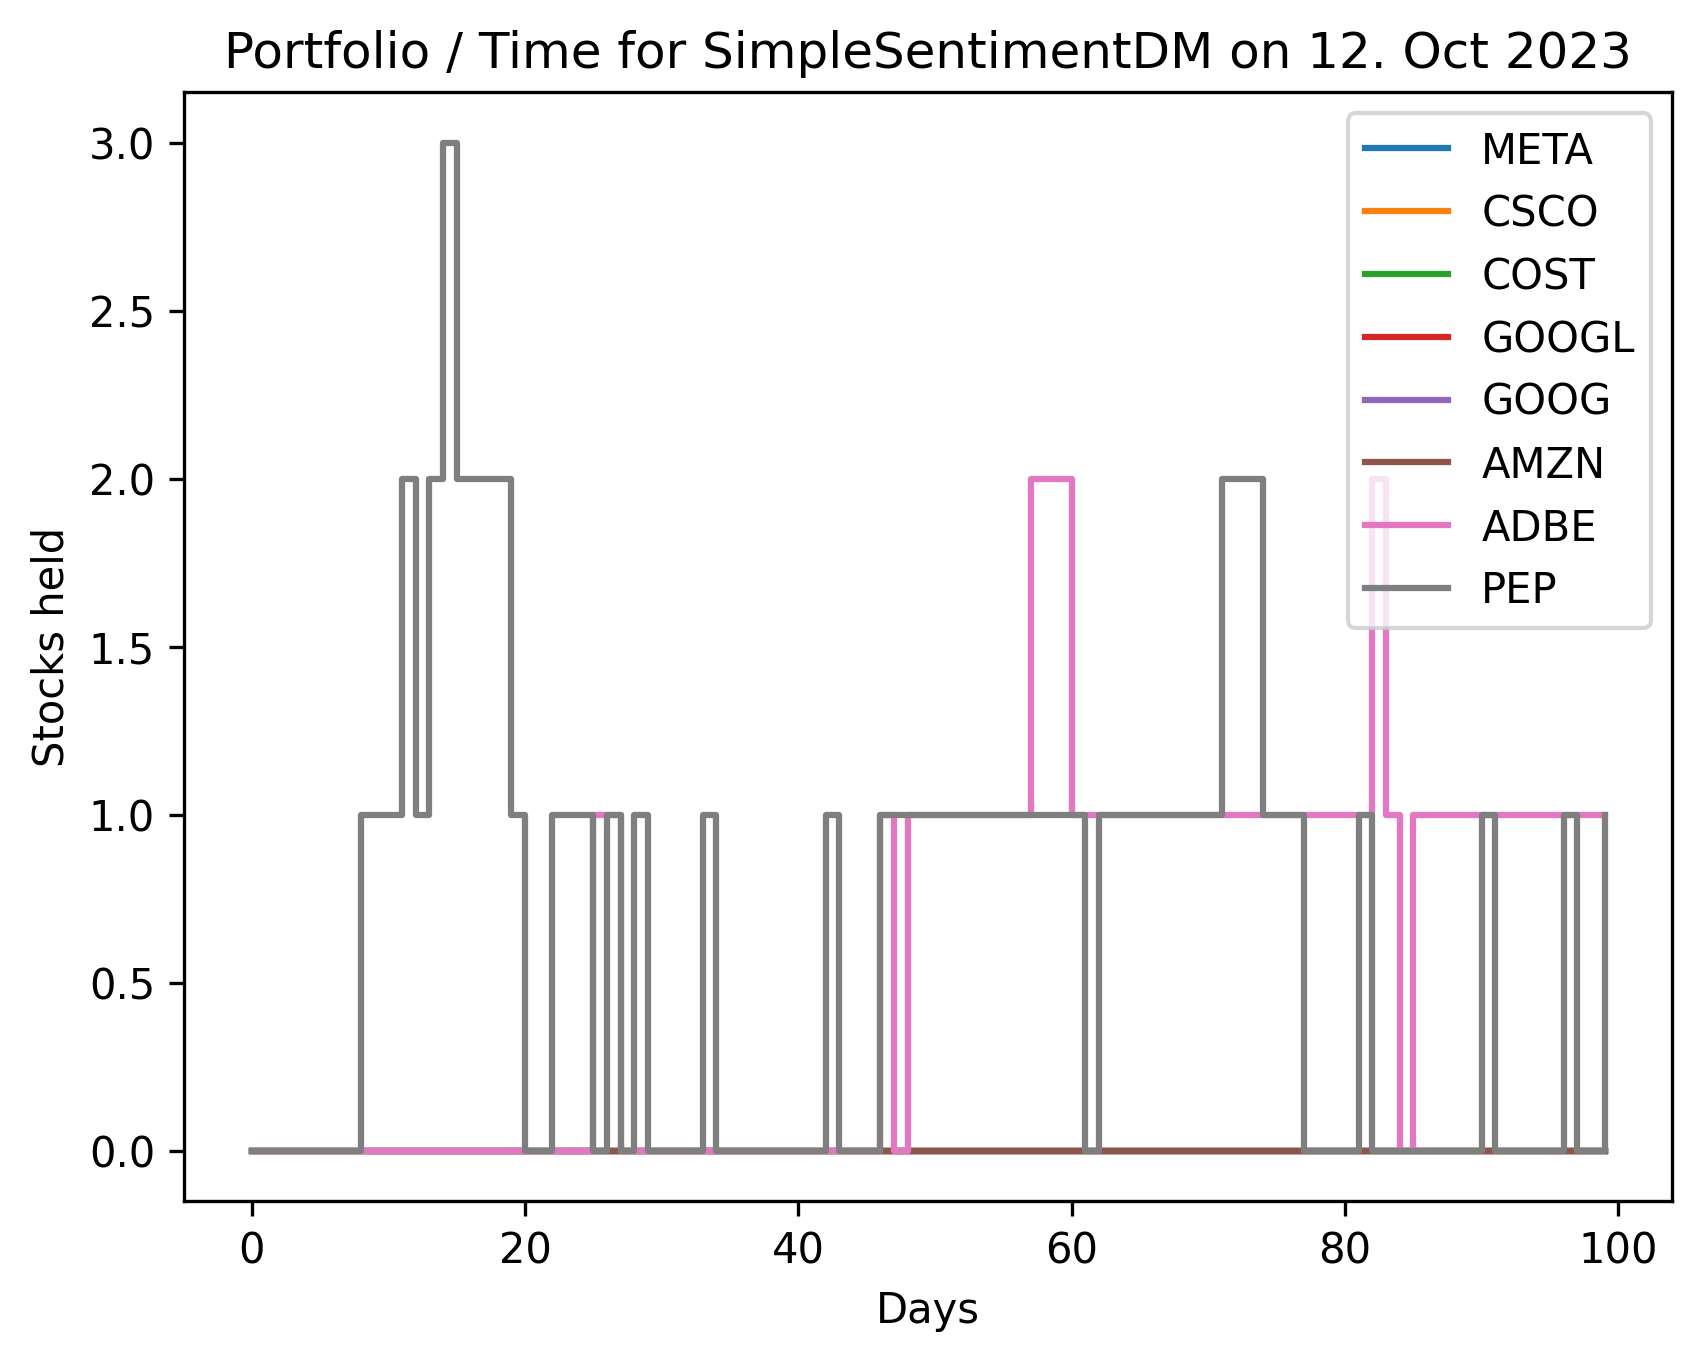 Portfolio / Time for SimpleSentimentDM on 12. Oct 2023
3.0
2.5
2.0
1.5
1.0
0.5
0.0
Stocks held
META
CSCO
COST
GOOGL
GOOG
AMZN
ADBE
PEP
0 20 40 60 80 100
Days